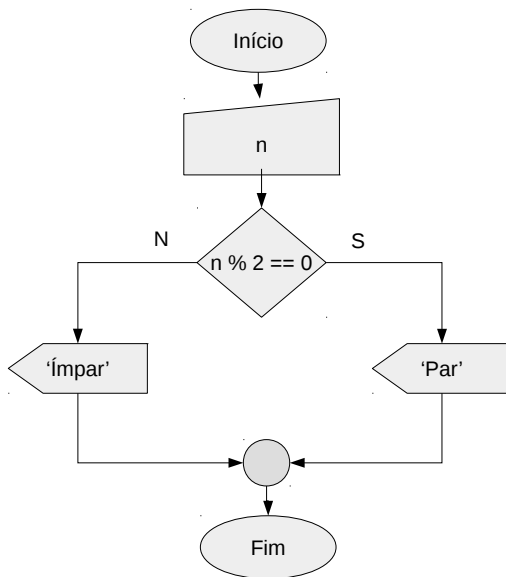 Início
n
N
S
n % 2 == 0
‘Ímpar’
‘Par’
Fim